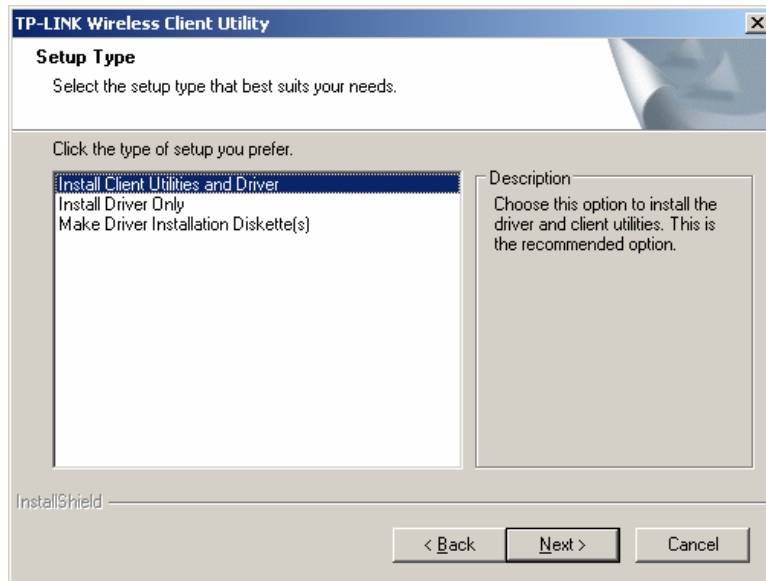 TP-LINK Wireless Client Utility
Setup Type
Select the setup type that best suits your needs.
Click the type of setup you prefer.
Install Client Utilities and Driver
Install Driver Only
Make Driver Installation Diskette(s)
Description
Choose this option to install the
driver and client utilities. This is
the recommended option.
InstallShield
< Back
Next >
Cancel